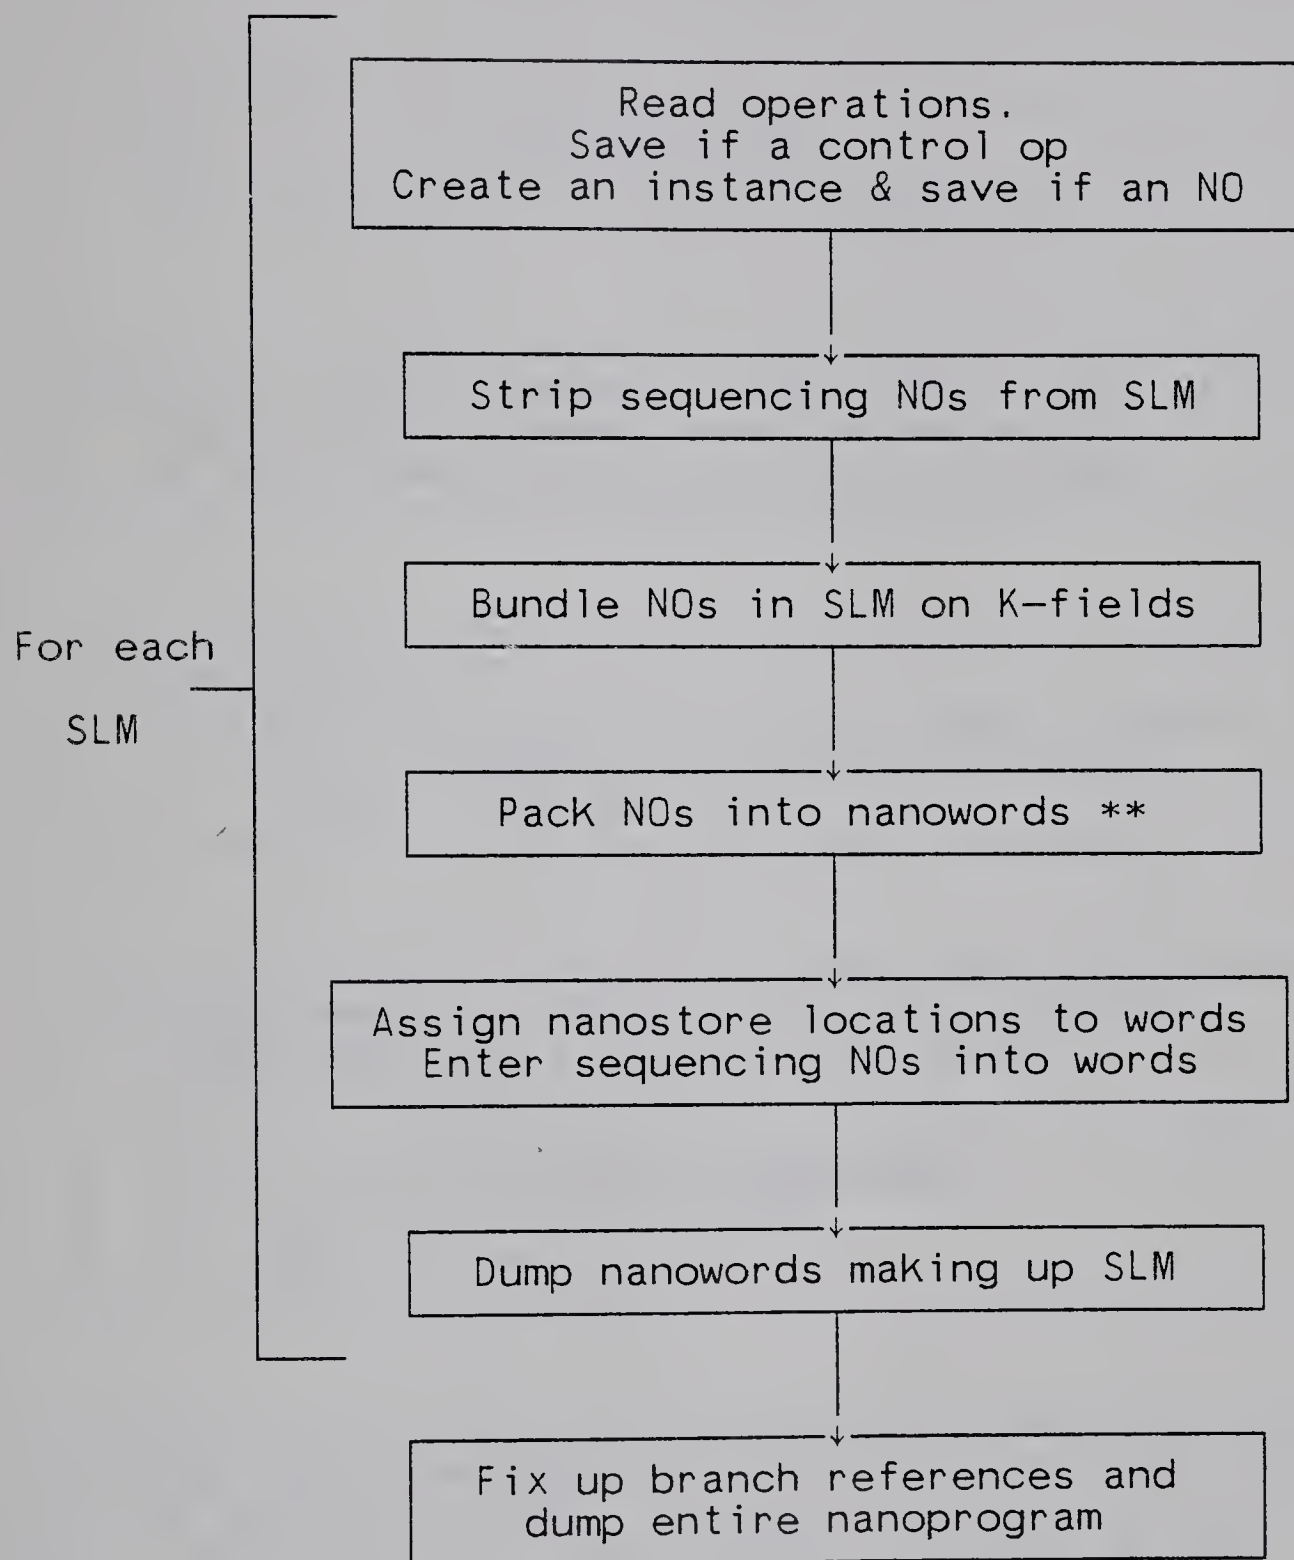 Read operations.
Save if a control op
Create an instance & save if an NO
Strip sequencing NOs from SLM
Bundle NOs in SLM on K-fields
For each
SLM
Pack NOs into nanowords **
Assign nanostore locations to words
Enter sequencing NOs into words
Dump nanowords making up SLM
Fix up branch references and
dump entire nanoprogram